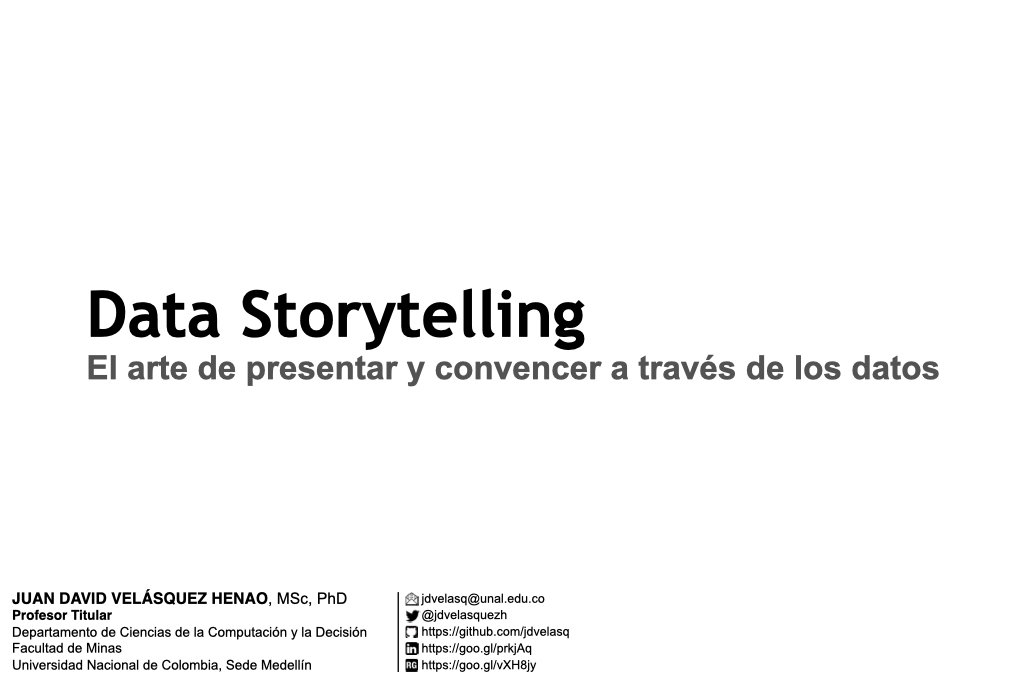 Data Storytelling
El arte de presentar y convencer a través de los datos
JUAN DAVID VELÁSQUEZ HENAO, MSc, PhD
Profesor Titular
Departamento de Ciencias de la Computación y la Decisión
Facultad de Minas
Universidad Nacional de Colombia, Sede Medellín
jdvelasq@unal.edu.co
@jdvelasquezh
https://github.com/jdvelasq
in https://goo.gl/prkjAq
RG https://goo.gl/vXH8jy